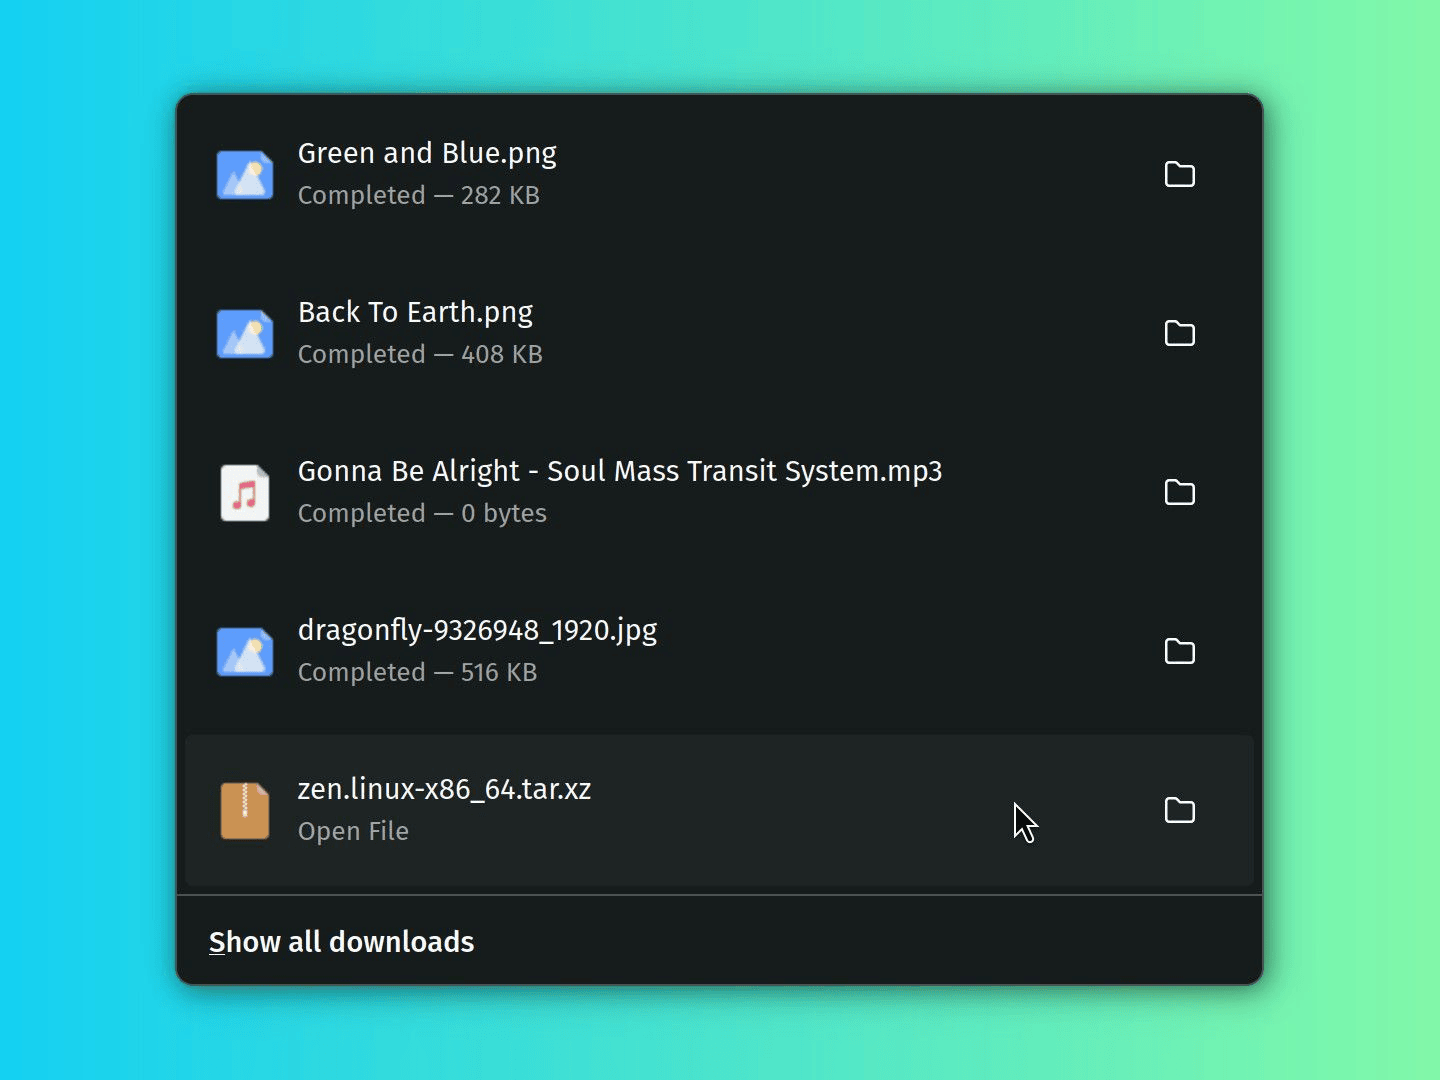 Green and Blue.png
Completed — 282 KB
Back To Earth.png
Completed — 408 KB
Gonna Be Alright - Soul Mass Transit System.mp3
Completed — 0 bytes
dragonfly-9326948_1920.jpg
Completed — 516 KB
zen.linux-x86_64.tar.xz
Open File
Show all downloads